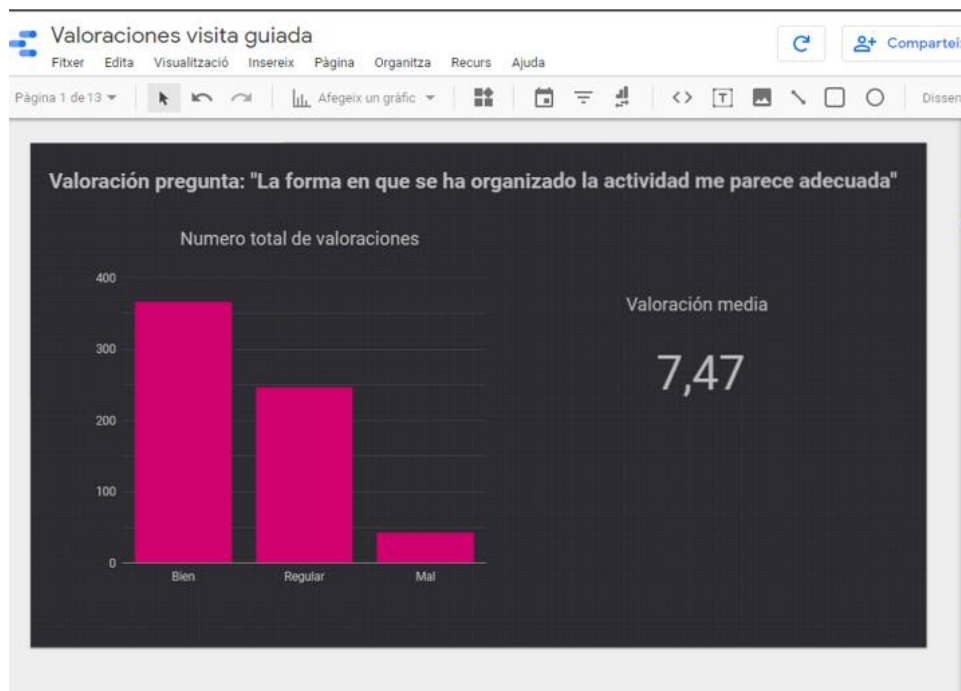 Valoraciones visita guiada
Fitxer Edita Visualització Insereix Pàgina Organitza Recurs Ajuda
Comparteix
Pàgina 1 de 13
Afegeix un gràfic
Dissen
Valoración pregunta: "La forma en que se ha organizado la actividad me parece adecuada"
Numero total de valoraciones
400
300
200
100
0
Bien Regular Mal
Valoración media
7,47